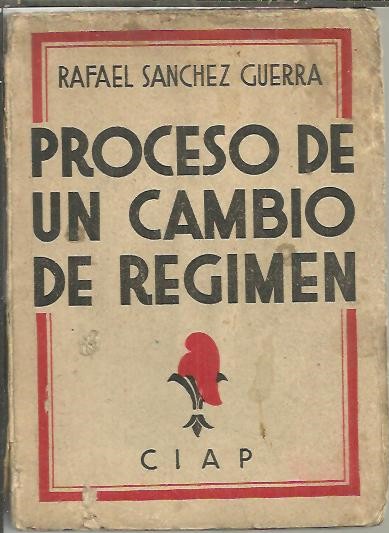 RAFAEL SANCHEZ GUERRA
PROCESO DE
UN CAMBIO
DE REGIMEN
CIAP